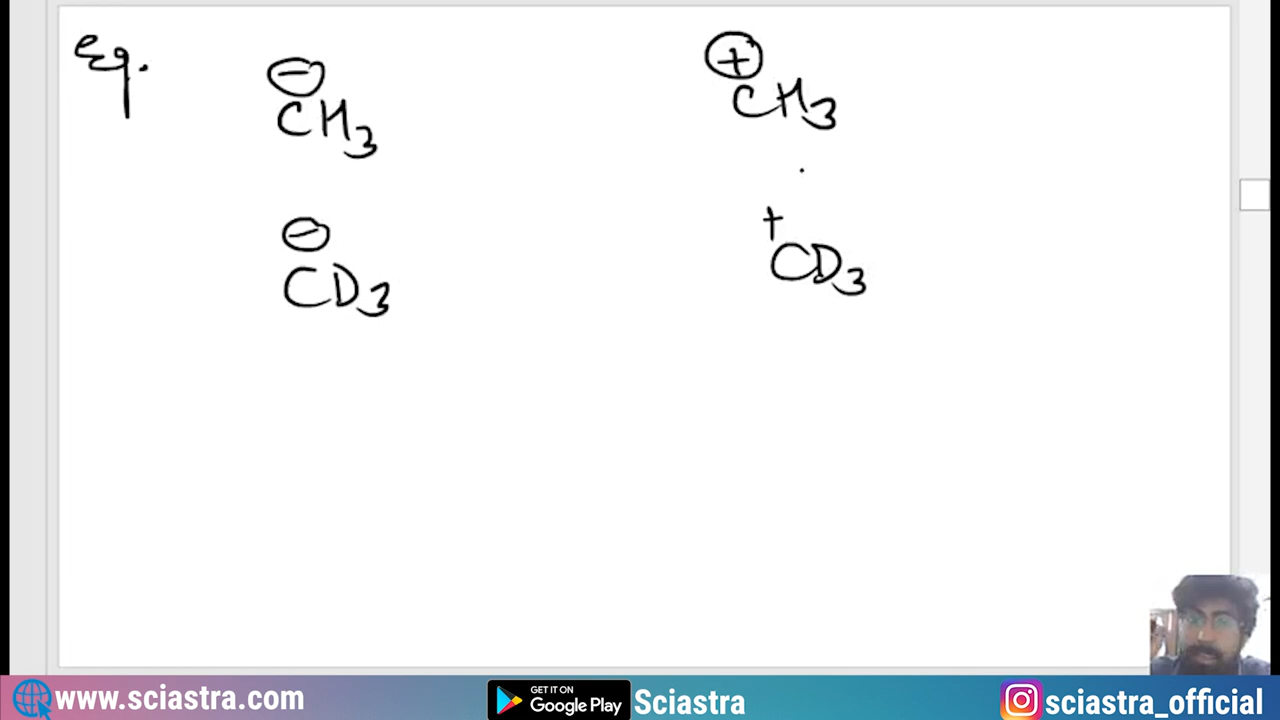 Eg.
⊖
CH3
⊕
CH3
⊖
CD3
+
CD3
www.sciastra.com
GET IT ON
Google Play
Sciastra
sciastra_official